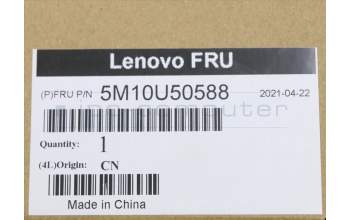 Lenovo FRU
(P)FRU P/N 5M10U50588 2021-04-22
Quantity: 1
(4L)Origin: CN
Made in China